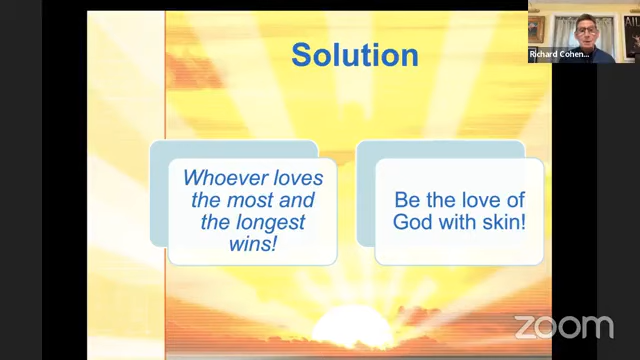 Solution
Richard Cohen...
Whoever loves
the most and
the longest
wins!
Be the love of
God with skin!
zoom